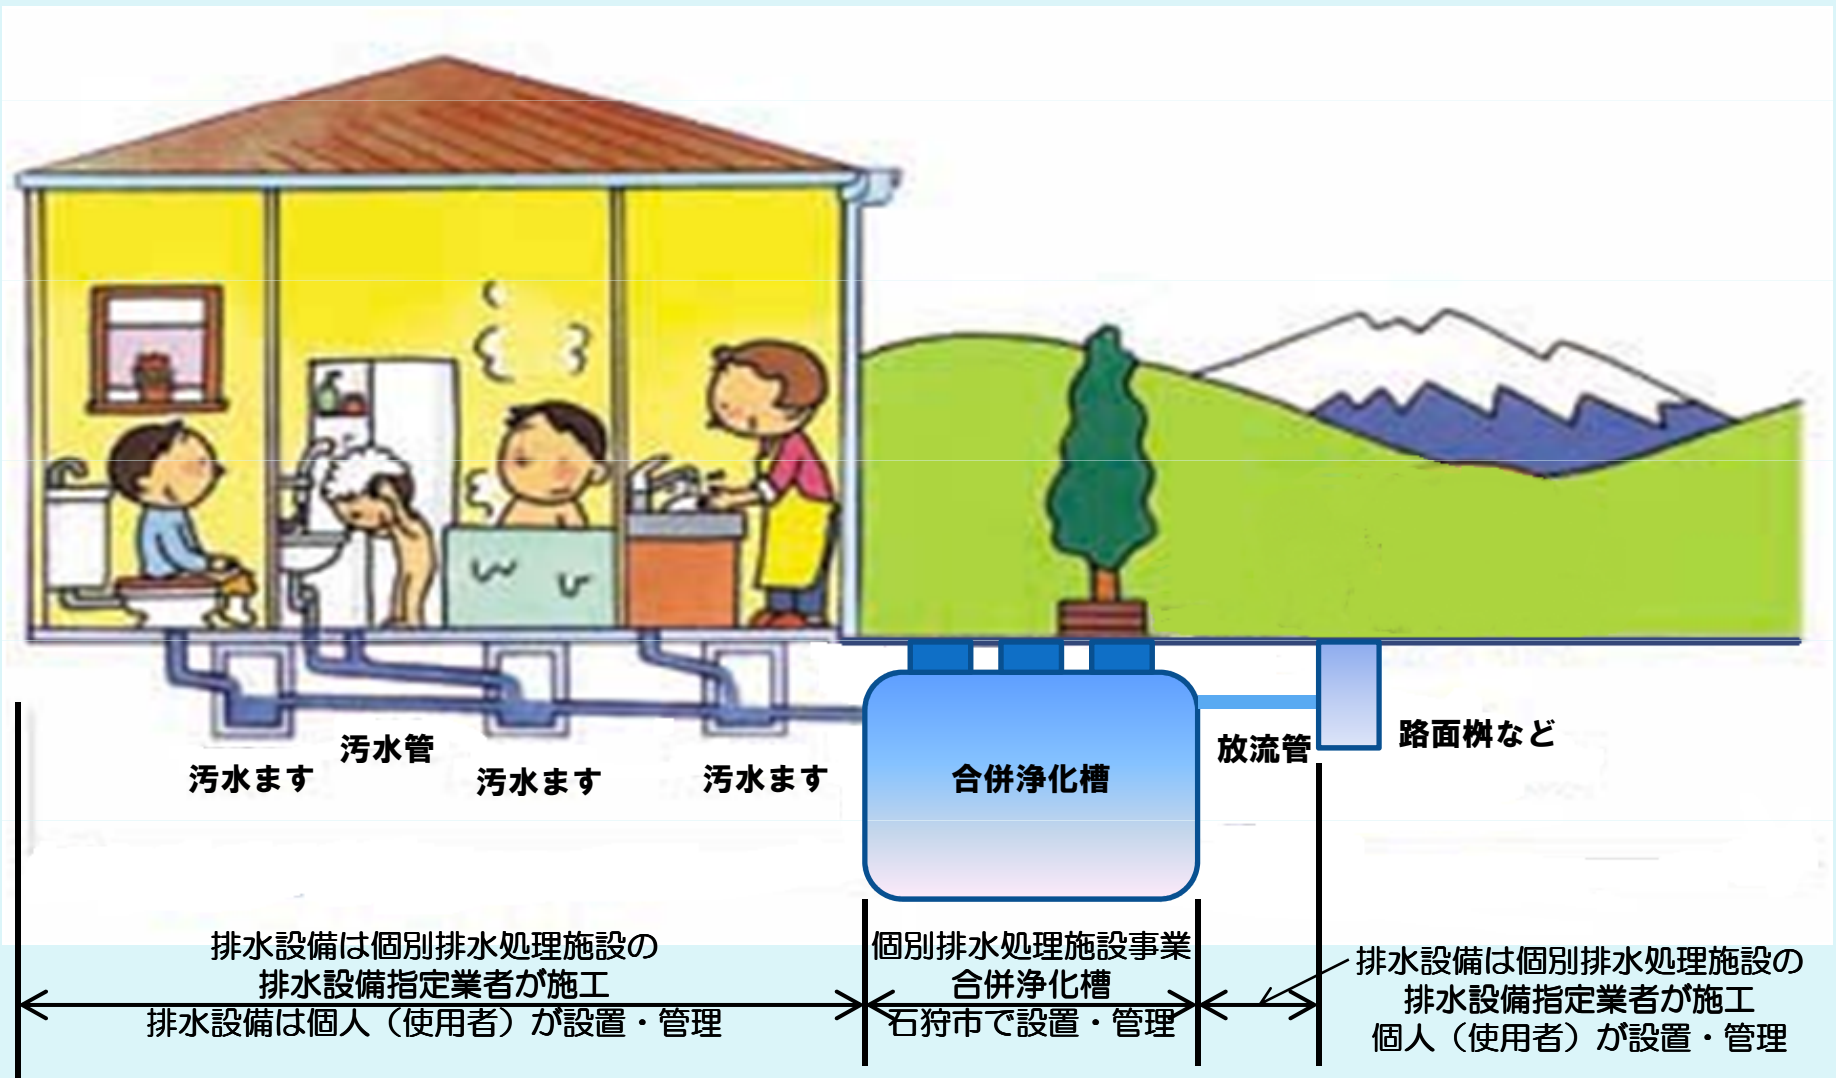 汚水ます
汚水管
汚水ます
汚水ます
合併浄化槽
放流管
路面桝など
排水設備は個別排水処理施設の
排水設備指定業者が施工
排水設備は個人（使用者）が設置・管理
個別排水処理施設事業
合併浄化槽
石狩市で設置・管理
排水設備は個別排水処理施設の
排水設備指定業者が施工
個人（使用者）が設置・管理